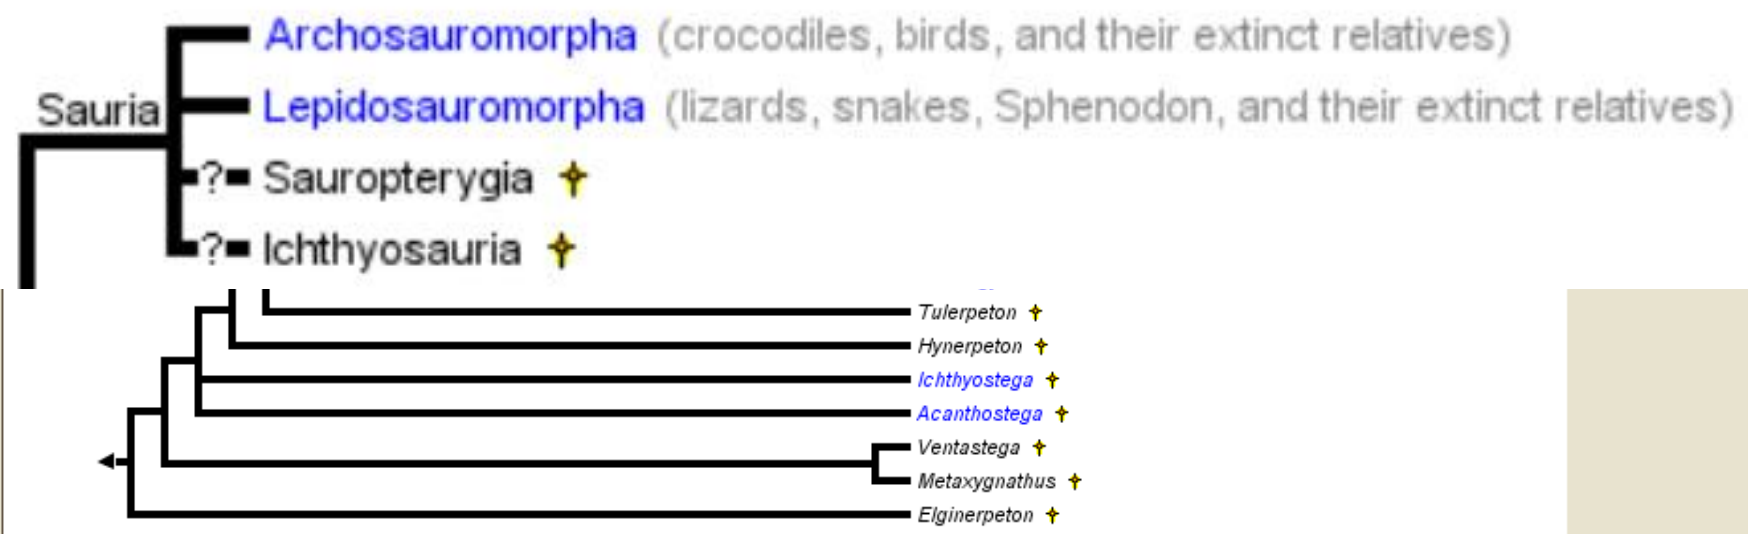 Archosauromorpha (crocodiles, birds, and their extinct relatives)
Sauria
Lepidosauromorpha (lizards, snakes, Sphenodon, and their extinct relatives)
? Sauropterygia †
? Ichthyosauria †
Tulerpeton †
Hynerpeton †
Ichthyostega †
Acanthostega †
Ventastega †
Metaxygnathus †
Elginerpeton †